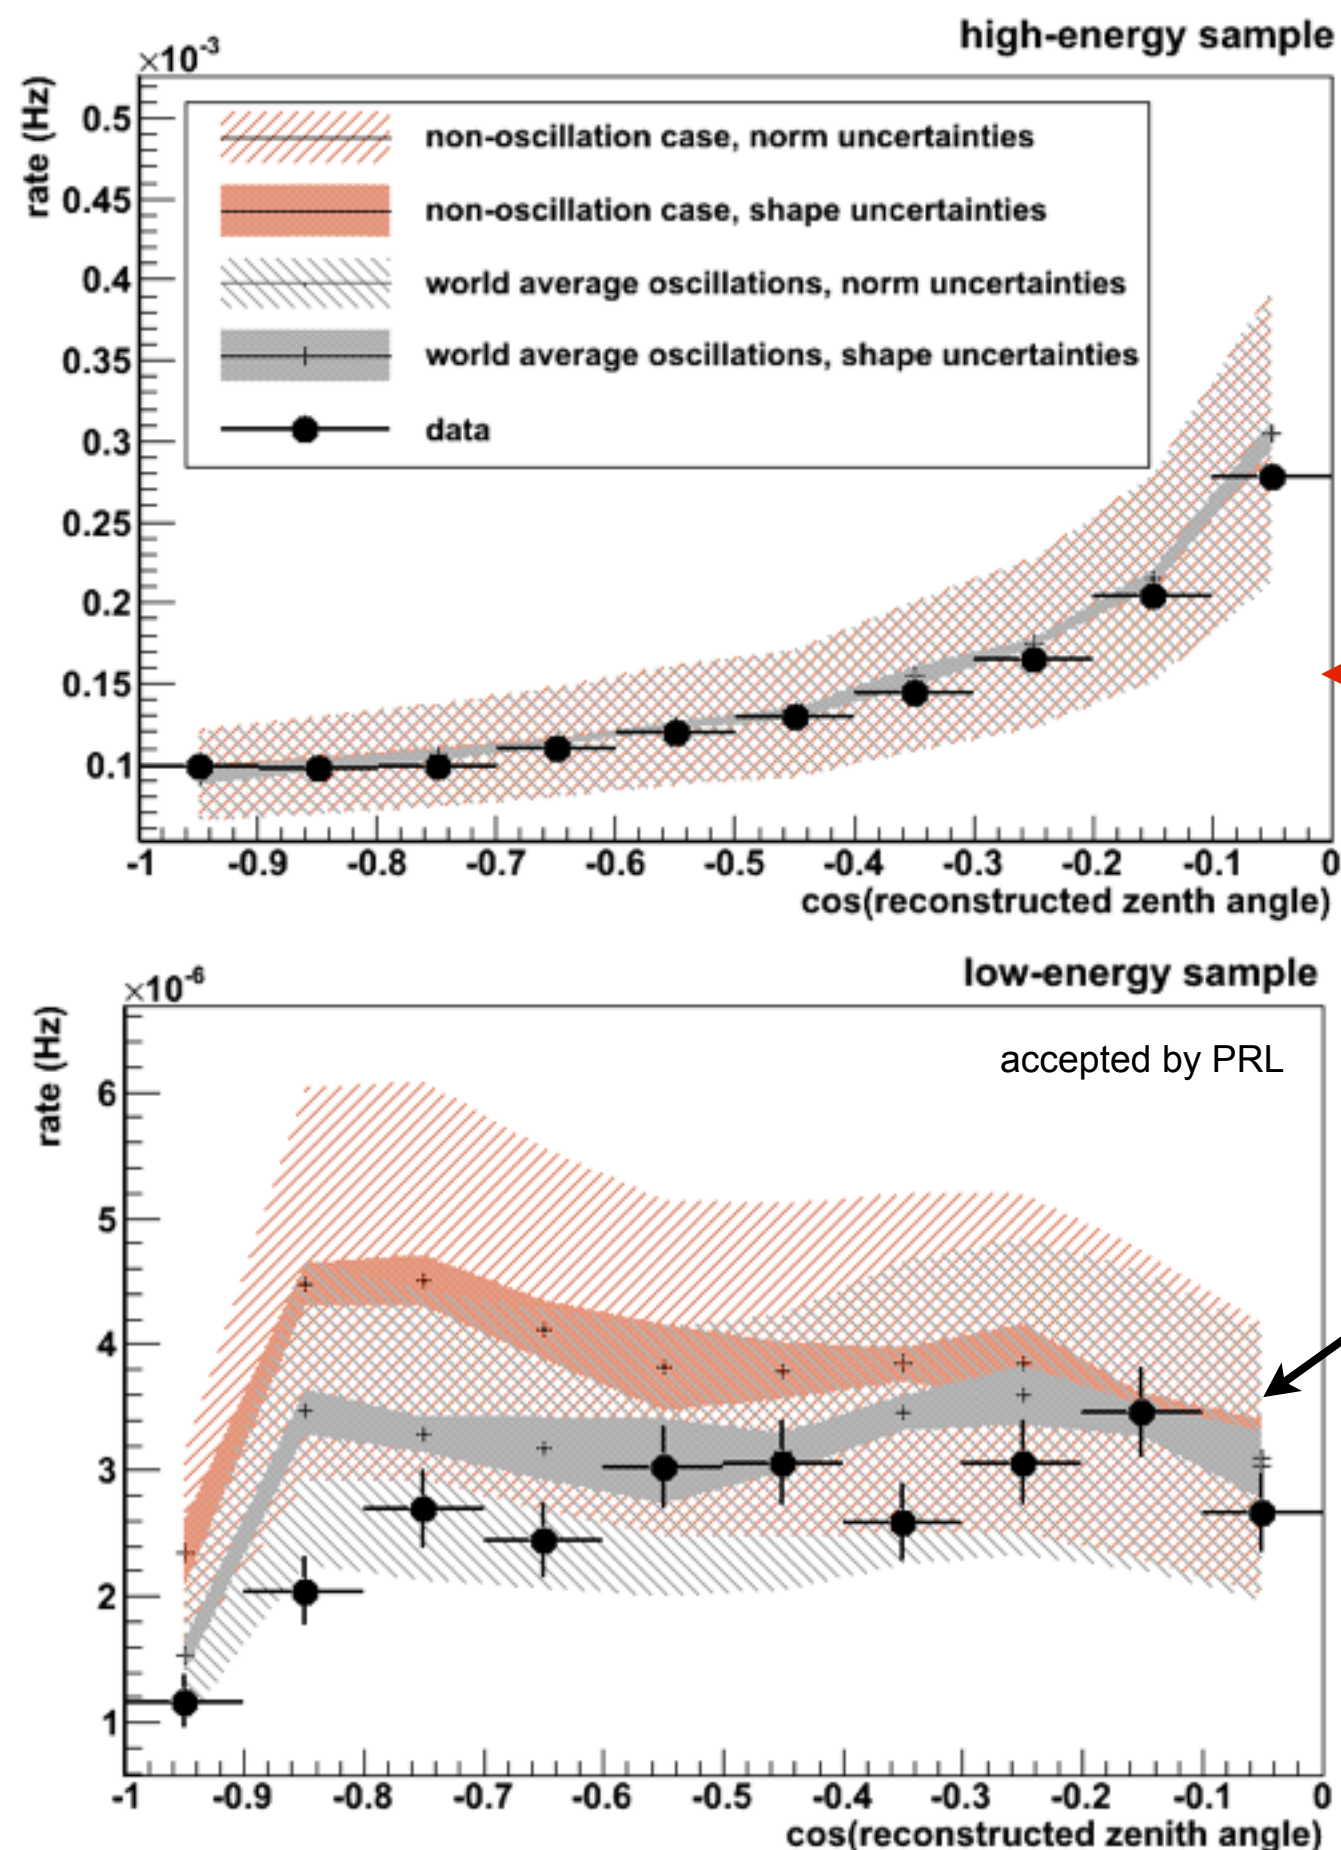 high-energy sample
×10-3
rate (Hz)
0.5
0.45
0.4
0.35
0.3
0.25
0.2
0.15
0.1
non-oscillation case, norm uncertainties
non-oscillation case, shape uncertainties
world average oscillations, norm uncertainties
world average oscillations, shape uncertainties
data
-1 -0.9 -0.8 -0.7 -0.6 -0.5 -0.4 -0.3 -0.2 -0.1 0
cos(reconstructed zenth angle)
low-energy sample
×10-6
rate (Hz)
accepted by PRL
6
5
4
3
2
1
-1 -0.9 -0.8 -0.7 -0.6 -0.5 -0.4 -0.3 -0.2 -0.1 0
cos(reconstructed zenith angle)